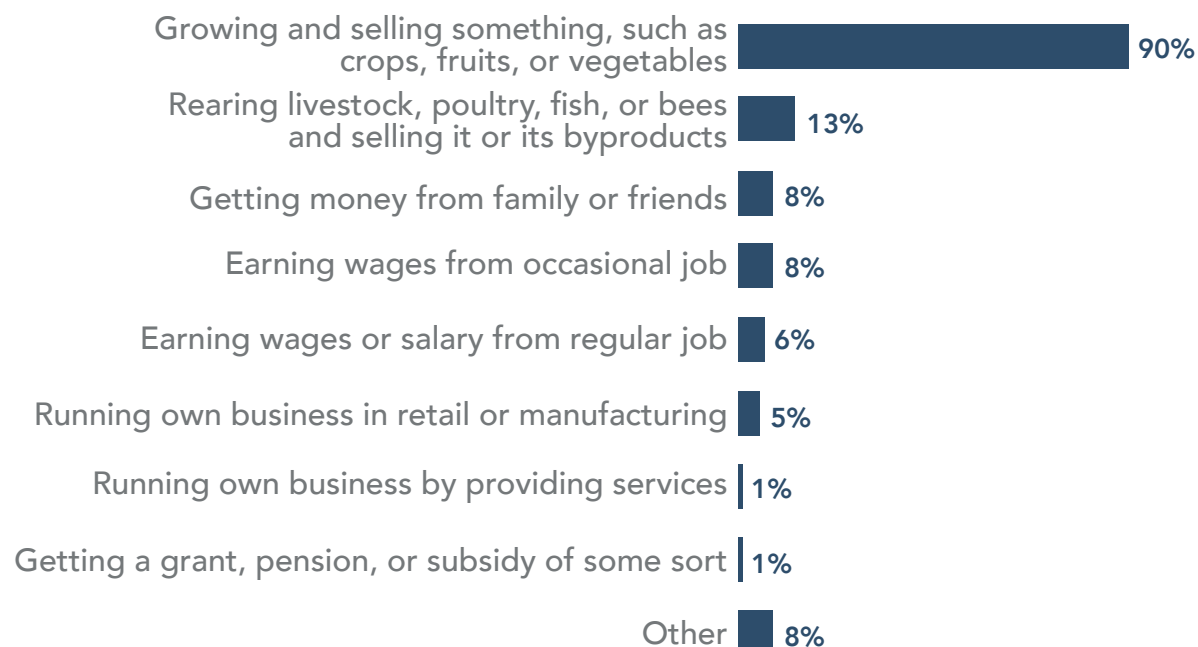 Growing and selling something, such as
crops, fruits, or vegetables
90%
Rearing livestock, poultry, fish, or bees
and selling it or its byproducts
13%
Getting money from family or friends
8%
Earning wages from occasional job
8%
Earning wages or salary from regular job
6%
Running own business in retail or manufacturing
5%
Running own business by providing services
1%
Getting a grant, pension, or subsidy of some sort
1%
Other
8%